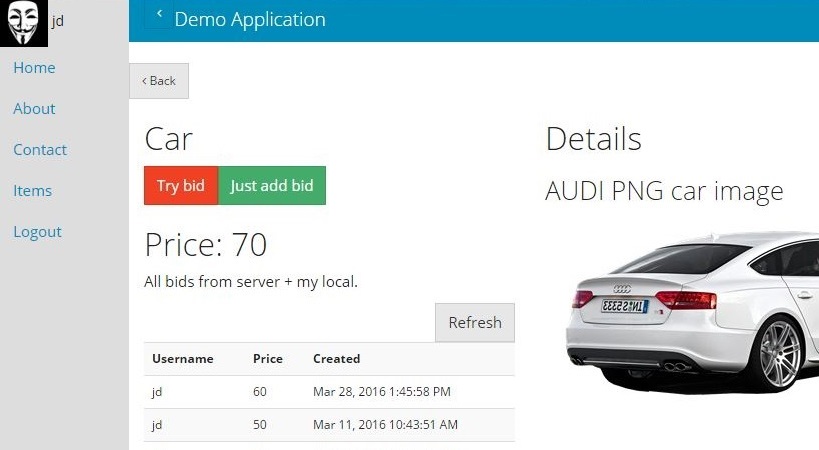 jd
Home
About
Contact
Items
Logout
‹ Demo Application
‹ Back
Car
Try bid Just add bid
Price: 70
All bids from server + my local.
Refresh
Username Price Created
jd 60 Mar 28, 2016 1:45:58 PM
jd 50 Mar 11, 2016 10:43:51 AM
Details
AUDI PNG car image